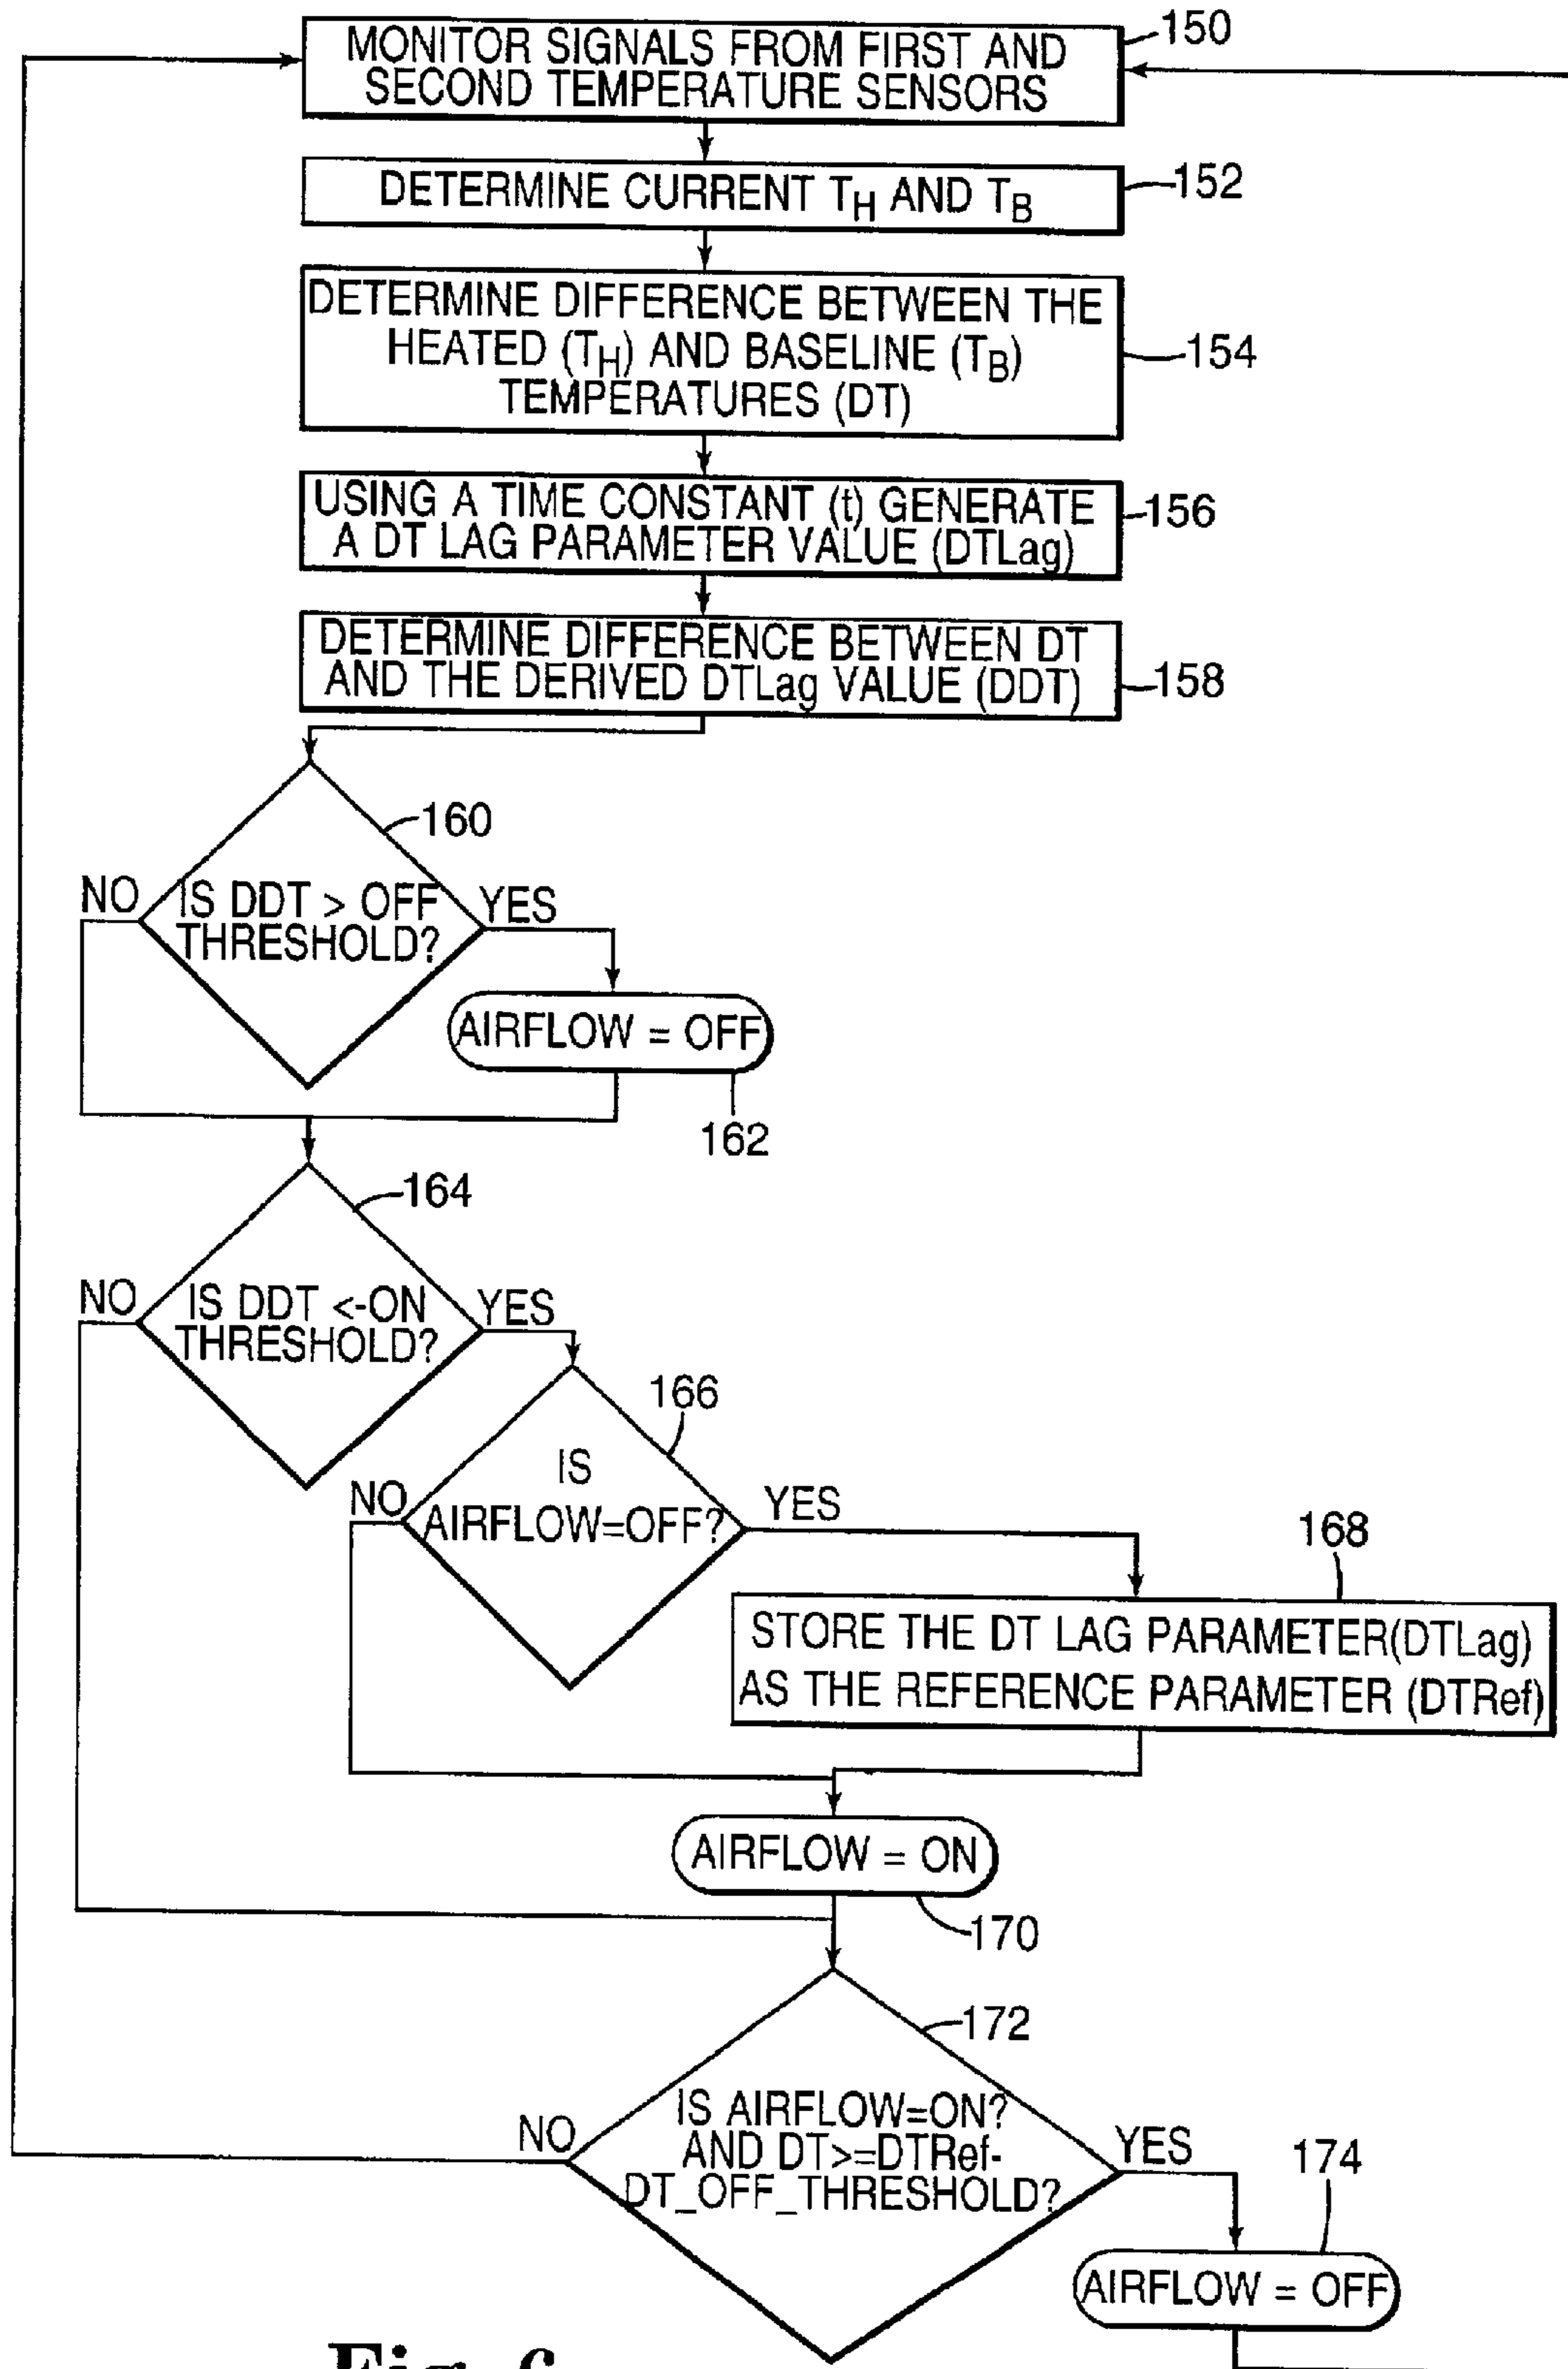 150
MONITOR SIGNALS FROM FIRST AND
SECOND TEMPERATURE SENSORS
DETERMINE CURRENT TH AND TB
152
DETERMINE DIFFERENCE BETWEEN THE
HEATED (TH) AND BASELINE (TB)
TEMPERATURES (DT)
154
USING A TIME CONSTANT (t) GENERATE
A DT LAG PARAMETER VALUE (DTLag)
156
DETERMINE DIFFERENCE BETWEEN DT
AND THE DERIVED DTLag VALUE (DDT)
158
160
NO
IS DDT > OFF
THRESHOLD?
YES
AIRFLOW = OFF
162
164
NO
IS DDT <-ON
THRESHOLD?
YES
166
NO
IS
AIRFLOW=OFF?
YES
168
STORE THE DT LAG PARAMETER(DTLag)
AS THE REFERENCE PARAMETER (DTRef)
AIRFLOW = ON
170
172
NO
IS AIRFLOW=ON?
AND DT>=DTRef-
DT_OFF_THRESHOLD?
YES
174
AIRFLOW = OFF
Fig. 6